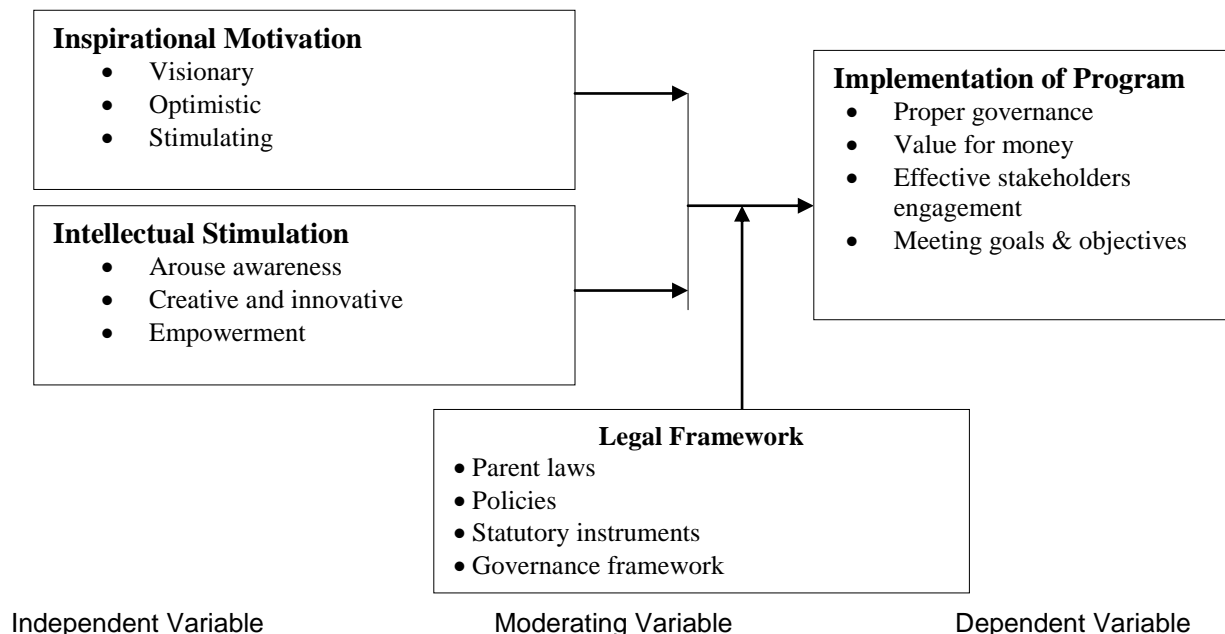 Inspirational Motivation
• Visionary
• Optimistic
• Stimulating
Intellectual Stimulation
• Arouse awareness
• Creative and innovative
• Empowerment
Implementation of Program
• Proper governance
• Value for money
• Effective stakeholders
engagement
• Meeting goals & objectives
Legal Framework
• Parent laws
• Policies
• Statutory instruments
• Governance framework
Independent Variable
Moderating Variable
Dependent Variable